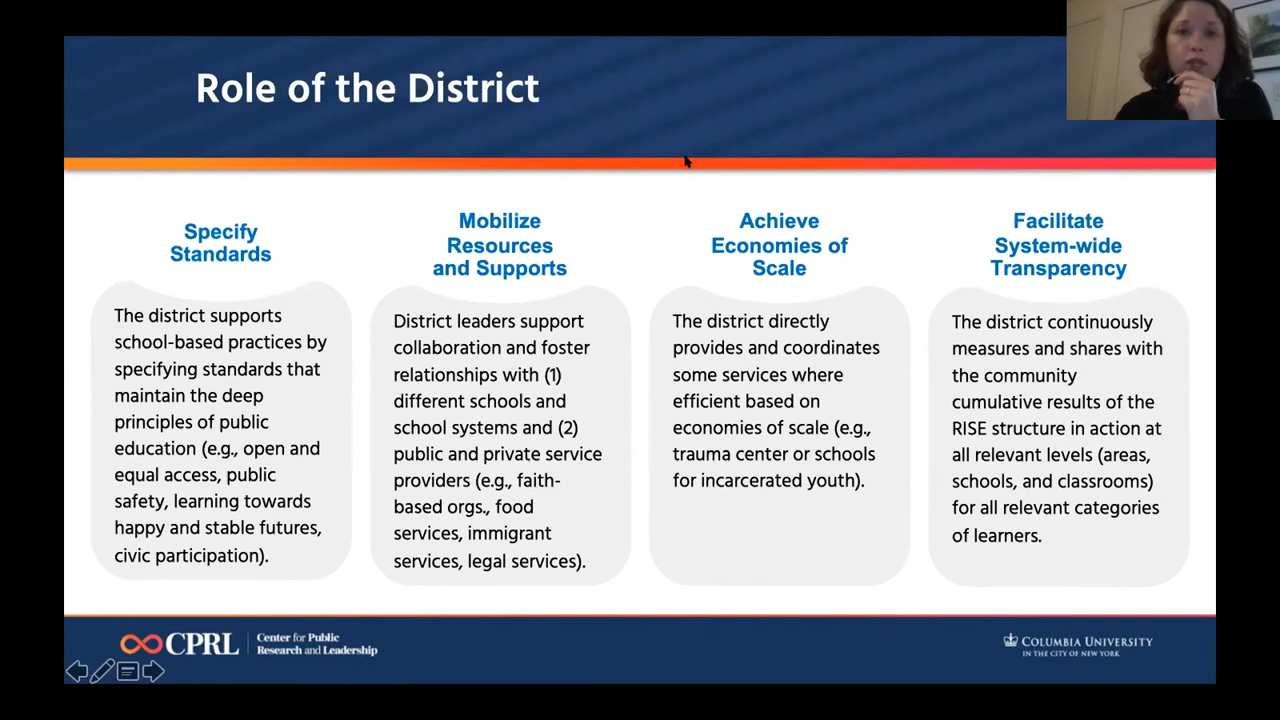 Role of the District
Specify
Standards
The district supports
school-based practices by
specifying standards that
maintain the deep
principles of public
education (e.g., open and
equal access, public
safety, learning towards
happy and stable futures,
civic participation).
Mobilize
Resources
and Supports
District leaders support
collaboration and foster
relationships with (1)
different schools and
school systems and (2)
public and private service
providers (e.g., faith-
based orgs., food
services, immigrant
services, legal services).
Achieve
Economies of
Scale
The district directly
provides and coordinates
some services where
efficient based on
economies of scale (e.g.,
trauma center or schools
for incarcerated youth).
Facilitate
System-wide
Transparency
The district continuously
measures and shares with
the community
cumulative results of the
RISE structure in action at
all relevant levels (areas,
schools, and classrooms)
for all relevant categories
of learners.
CPRL
Center for Public
Research and Leadership
COLUMBIA UNIVERSITY
IN THE CITY OF NEW YORK